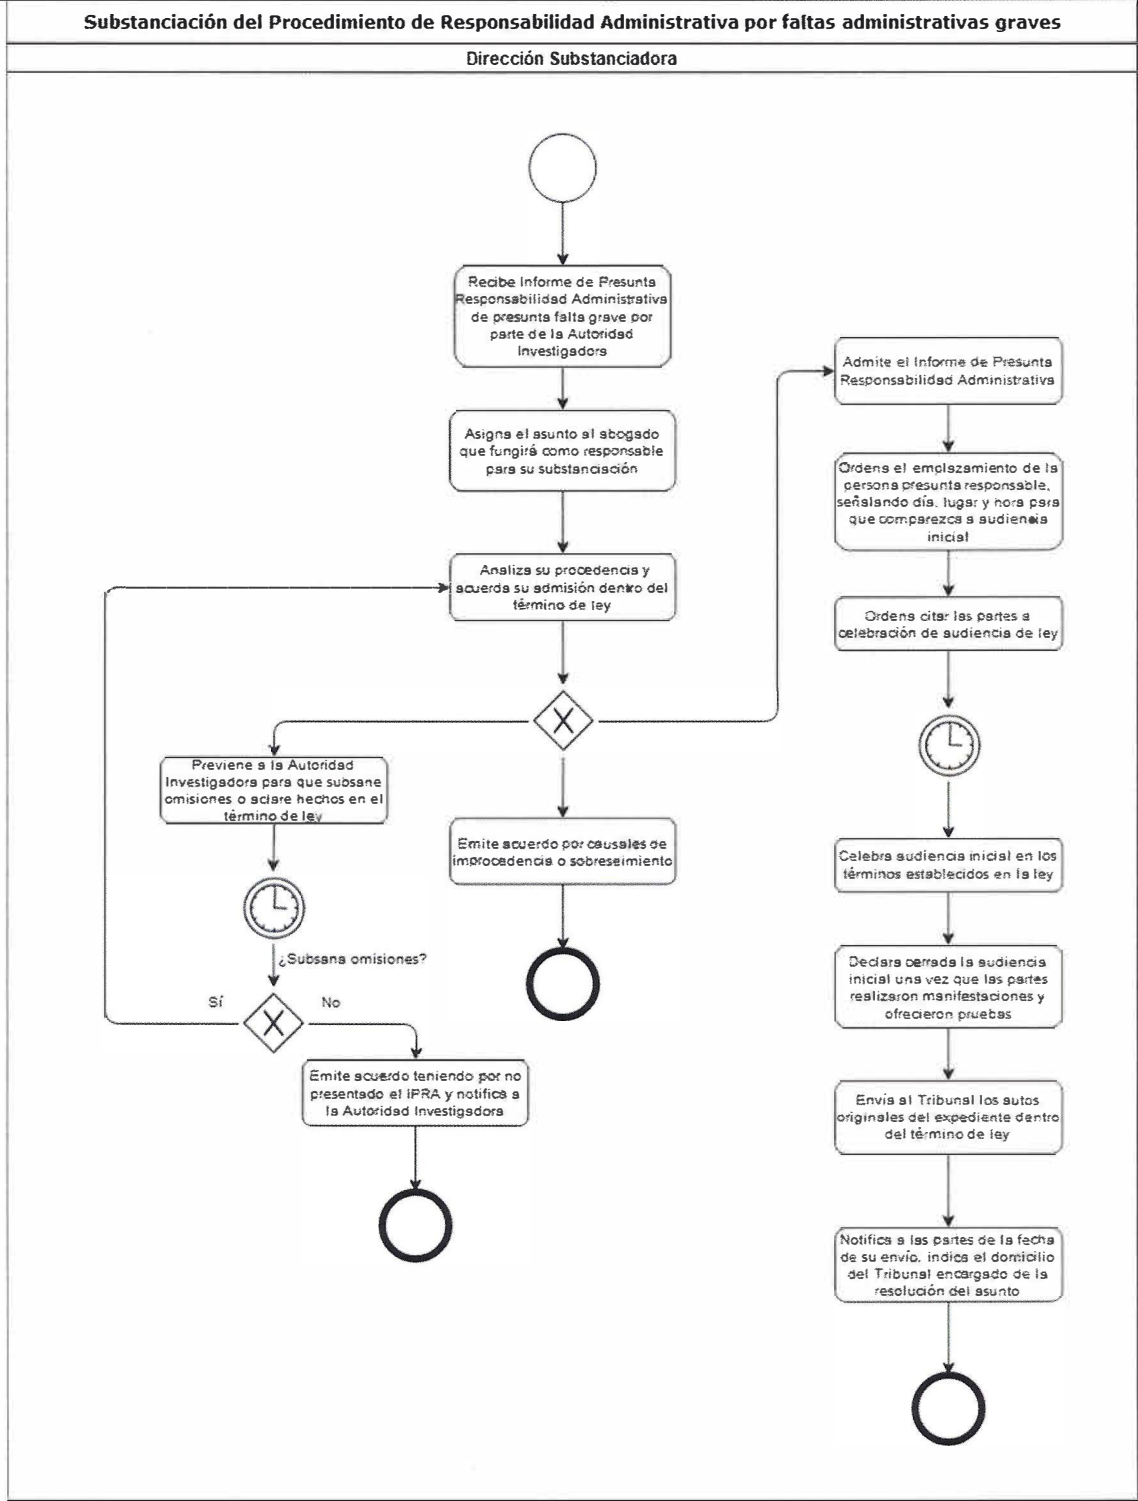 Substanciación del Procedimiento de Responsabilidad Administrativa por faltas administrativas graves
Dirección Substanciadora
Recibe Informe de Presunta
Responsabilidad Administrativa
de presunta falta grave por
parte de la Autoridad
Investigadora
Asigna el asunto al abogado
que fungirá como responsable
para su substanciación
Analiza su procedencia y
acuerda su admisión dentro del
término de ley
Previene a la Autoridad
Investigadora para que subsane
omisiones o aclare hechos en el
término de ley
¿Subsana omisiones?
Sí
No
Emite acuerdo teniendo por no
presentado el IPRA y notifica a
la Autoridad Investigadora
Emite acuerdo por causales de
improcedencia o sobreseimiento
Admite el Informe de Presunta
Responsabilidad Administrativa
Ordena el emplazamiento de la
persona presunta responsable,
señalando día, lugar y hora para
que comparezca a audiencia
inicial
Ordena citar las partes a
celebración de audiencia de ley
Celebra audiencia inicial en los
términos establecidos en la ley
Declara cerrada la audiencia
inicial una vez que las partes
realizaron manifestaciones y
ofrecieron pruebas
Envía al Tribunal los autos
originales del expediente dentro
del término de ley
Notifica a las partes de la fecha
de su envío, indica el domicilio
del Tribunal encargado de la
resolución del asunto